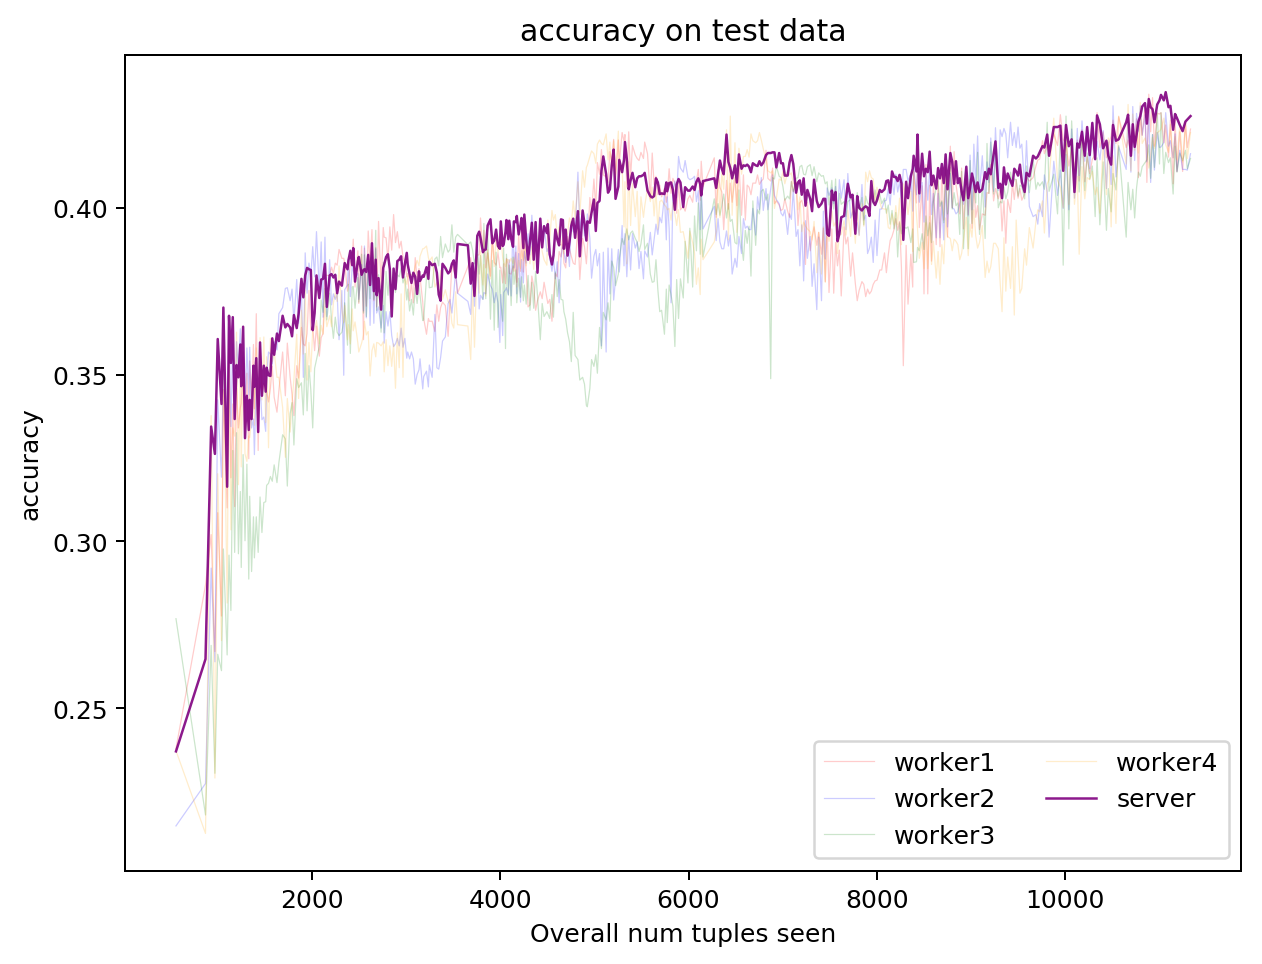 accuracy on test data
accuracy
0.40
0.35
0.30
0.25
2000 4000 6000 8000 10000
Overall num tuples seen
worker1 worker4
worker2 server
worker3